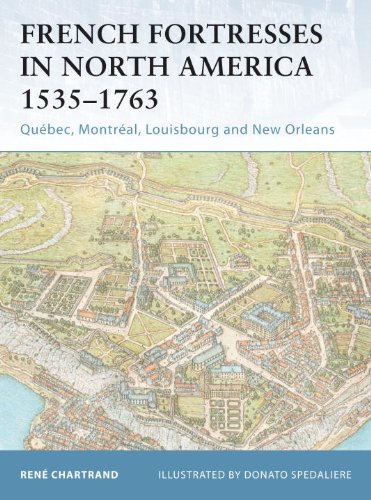 FRENCH FORTRESSES
IN NORTH AMERICA
1535–1763
Québec, Montréal, Louisbourg and New Orleans
RENÉ CHARTRAND ILLUSTRATED BY DONATO SPEDALIERE